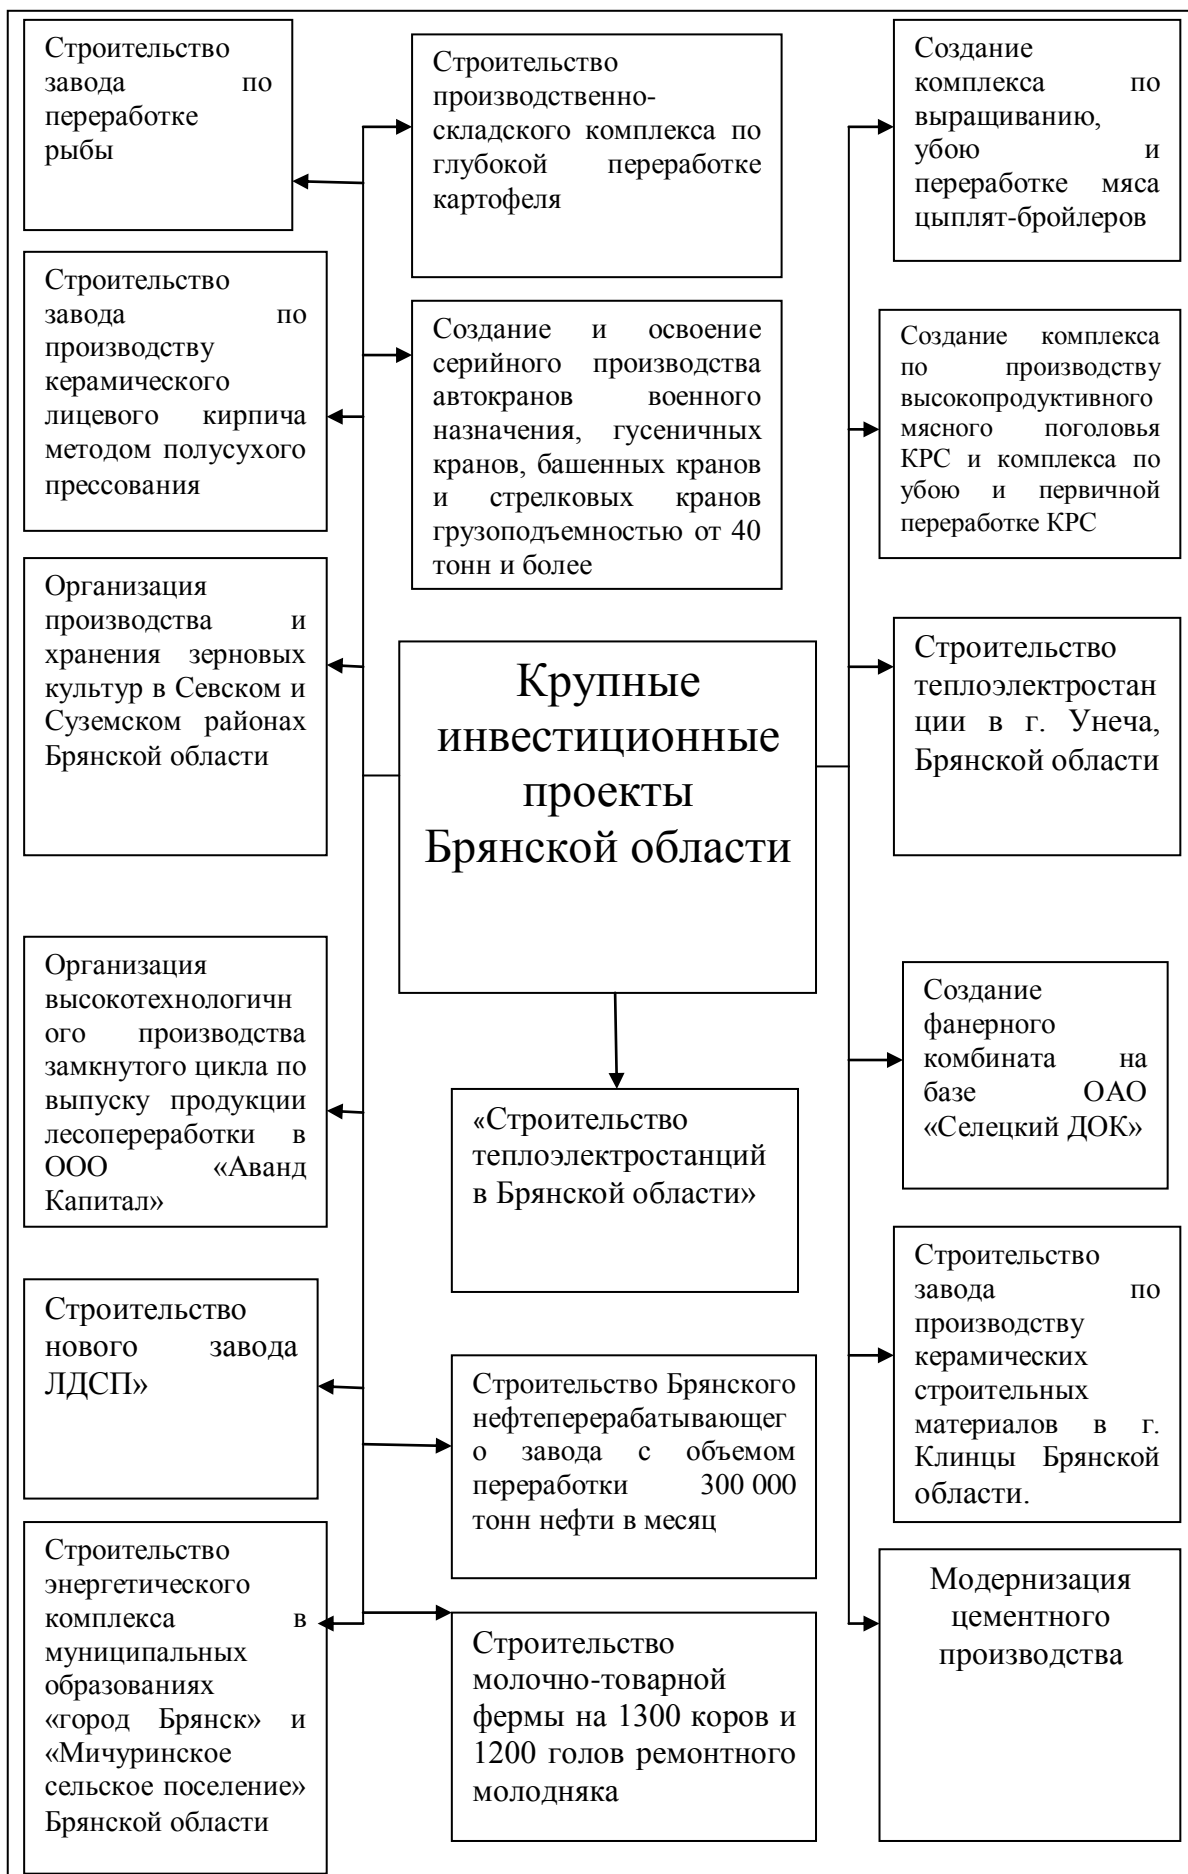 Строительство
завода по
переработке
рыбы
Строительство
производственно-
складского комплекса по
глубокой переработке
картофеля
Создание
комплекса по
выращиванию,
убою и
переработке мяса
цыплят-бройлеров
Строительство
завода по
производству
керамического
лицевого кирпича
методом полусухого
прессования
Создание и освоение
серийного производства
автокранов военного
назначения, гусеничных
кранов, башенных кранов
и стрелковых кранов
грузоподъемностью от 40
тонн и более
Создание комплекса
по производству
высокопродуктивного
мясного поголовья
КРС и комплекса по
убою и первичной
переработке КРС
Организация
производства и
хранения зерновых
культур в Севском и
Суземском районах
Брянской области
Крупные
инвестиционные
проекты
Брянской области
Строительство
теплоэлектростан
ции в г. Унеча,
Брянской области
Организация
высокотехнологичн
ого производства
замкнутого цикла по
выпуску продукции
лесопереработки в
ООО «Аванд
Капитал»
«Строительство
теплоэлектростанций
в Брянской области»
Создание
фанерного
комбината на
базе ОАО
«Селецкий ДОК»
Строительство
нового завода
ЛДСП»
Строительство Брянского
нефтеперерабатывающег
о завода с объемом
переработки 300 000
тонн нефти в месяц
Строительство
завода по
производству
керамических
строительных
материалов в г.
Клинцы Брянской
области.
Строительство
энергетического
комплекса в
муниципальных
образованиях
«город Брянск» и
«Мичуринское
сельское поселение»
Брянской области
Строительство
молочно-товарной
фермы на 1300 коров и
1200 голов ремонтного
молодняка
Модернизация
цементного
производства